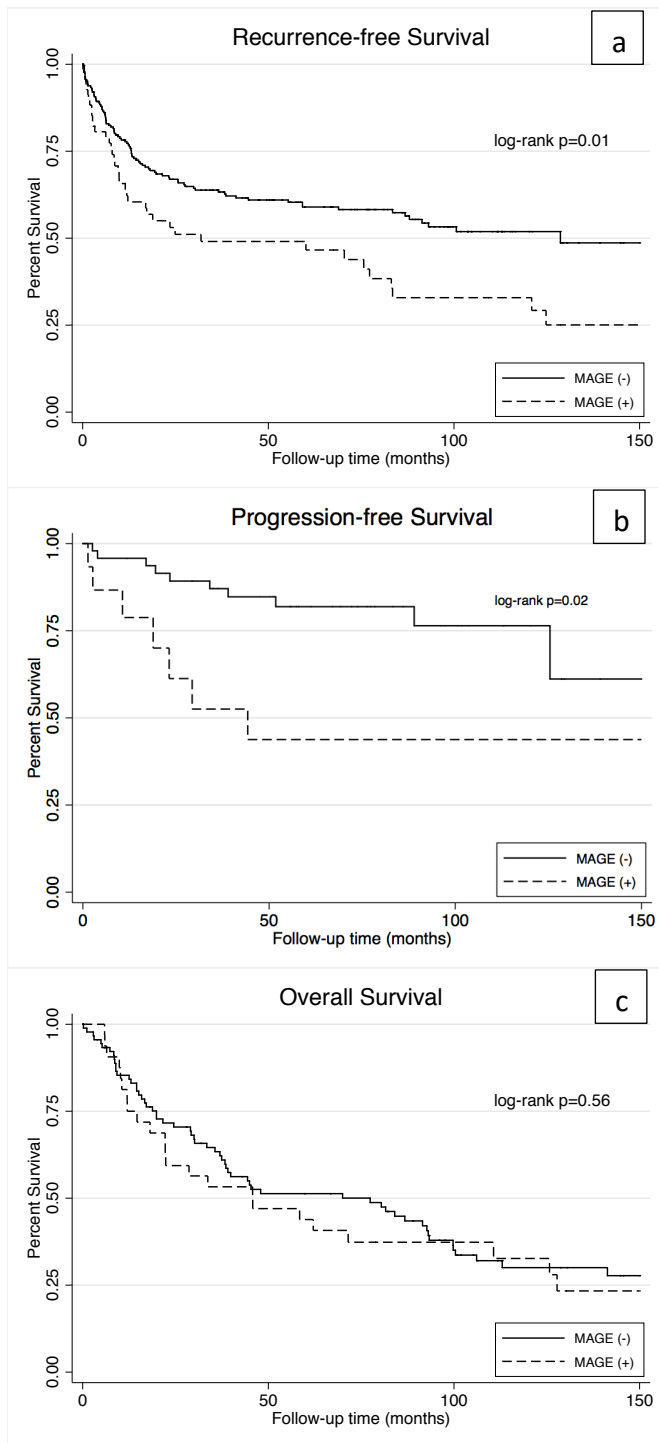 Recurrence-free Survival
a
1.00
log-rank p=0.01
0.75
Percent Survival
0.50
0.25
MAGE (-)
MAGE (+)
0.00
0
50
100
150
Follow-up time (months)
Progression-free Survival
b
1.00
log-rank p=0.02
0.75
Percent Survival
0.50
0.25
MAGE (-)
MAGE (+)
0.00
0
50
100
150
Follow-up time (months)
Overall Survival
c
1.00
log-rank p=0.56
0.75
Percent Survival
0.50
0.25
MAGE (-)
MAGE (+)
0.00
0
50
100
150
Follow-up time (months)